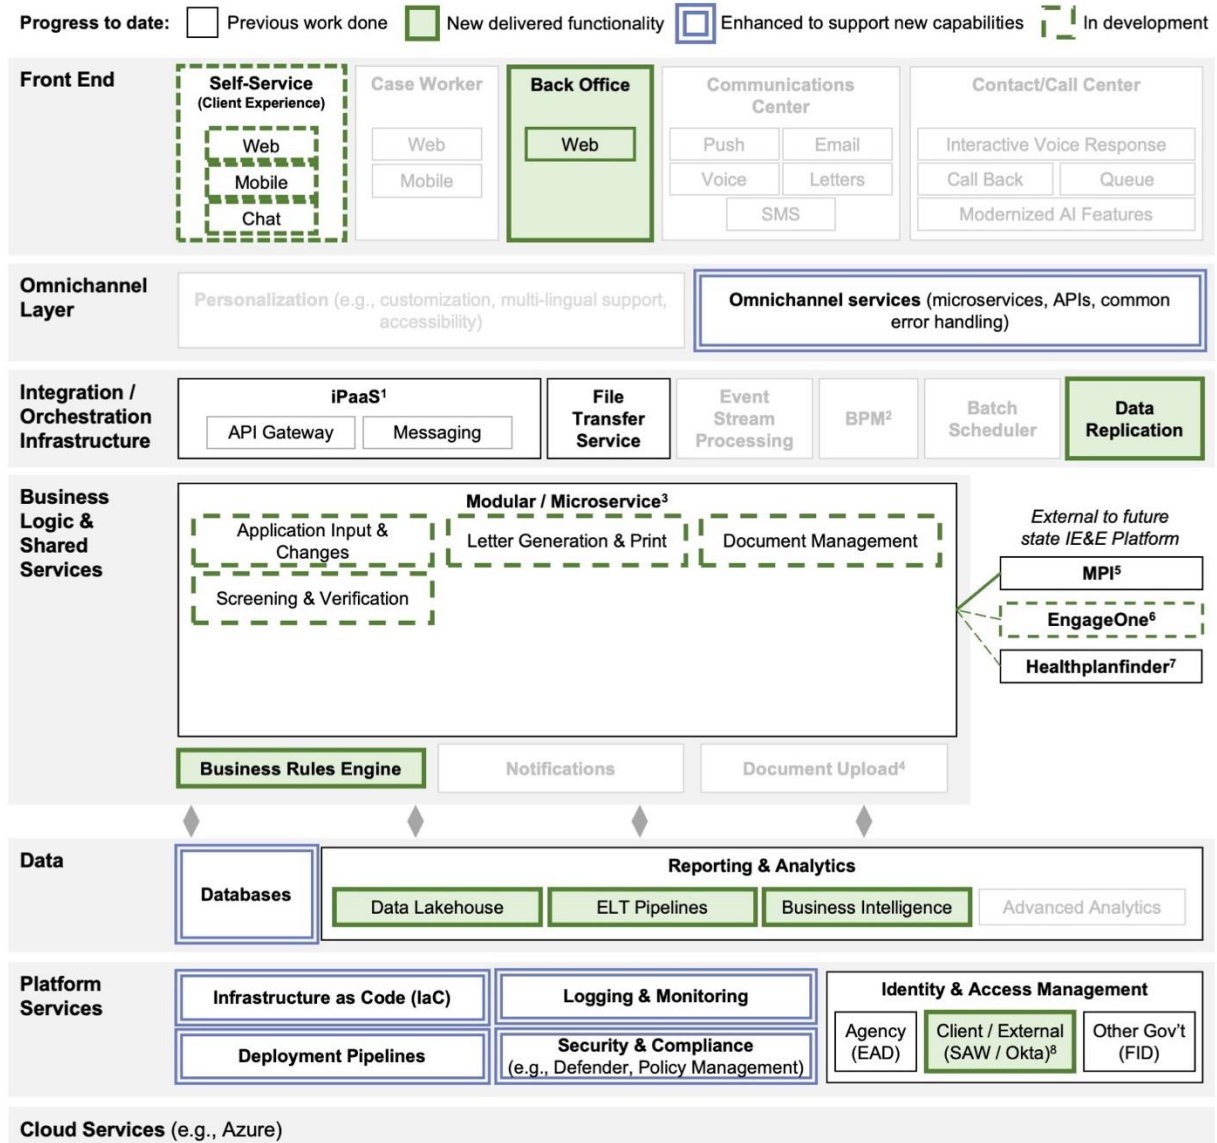 Progress to date: Previous work done New delivered functionality Enhanced to support new capabilities In development
Front End
Self-Service
(Client Experience)
Web
Mobile
Chat
Case Worker
Web
Mobile
Back Office
Web
Communications
Center
Push Email
Voice Letters
SMS
Contact/Call Center
Interactive Voice Response
Call Back Queue
Modernized AI Features
Omnichannel
Layer
Personalization (e.g., customization, multi-lingual support,
accessibility)
Omnichannel services (microservices, APIs, common
error handling)
Integration /
Orchestration
Infrastructure
iPaaS¹
API Gateway Messaging
File
Transfer
Service
Event
Stream
Processing
BPM²
Batch
Scheduler
Data
Replication
Business
Logic &
Shared
Services
Modular / Microservice³
Application Input &
Changes
Letter Generation & Print
Document Management
Screening & Verification
External to future
state IE&E Platform
MPI⁵
EngageOne⁶
Healthplanfinder⁷
Business Rules Engine
Notifications
Document Upload⁴
Data
Databases
Reporting & Analytics
Data Lakehouse
ELT Pipelines
Business Intelligence
Advanced Analytics
Platform
Services
Infrastructure as Code (IaC)
Logging & Monitoring
Deployment Pipelines
Security & Compliance
(e.g., Defender, Policy Management)
Identity & Access Management
Agency
(EAD)
Client / External
(SAW / Okta)⁸
Other Gov't
(FID)
Cloud Services (e.g., Azure)